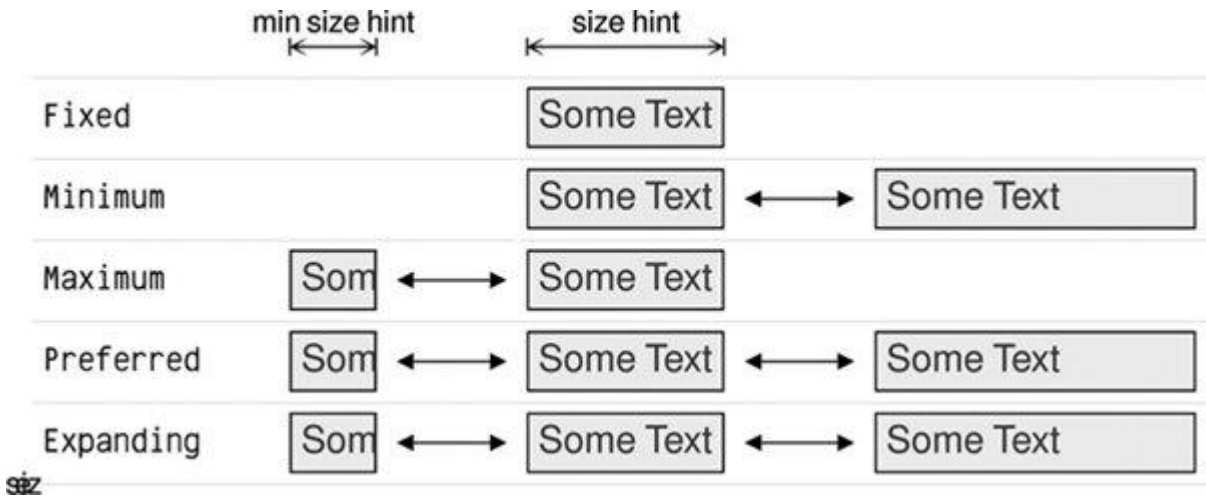 min size hint size hint
Fixed Some Text
Minimum Some Text Some Text
Maximum Som Some Text
Preferred Som Some Text Some Text
Expanding Som Some Text Some Text